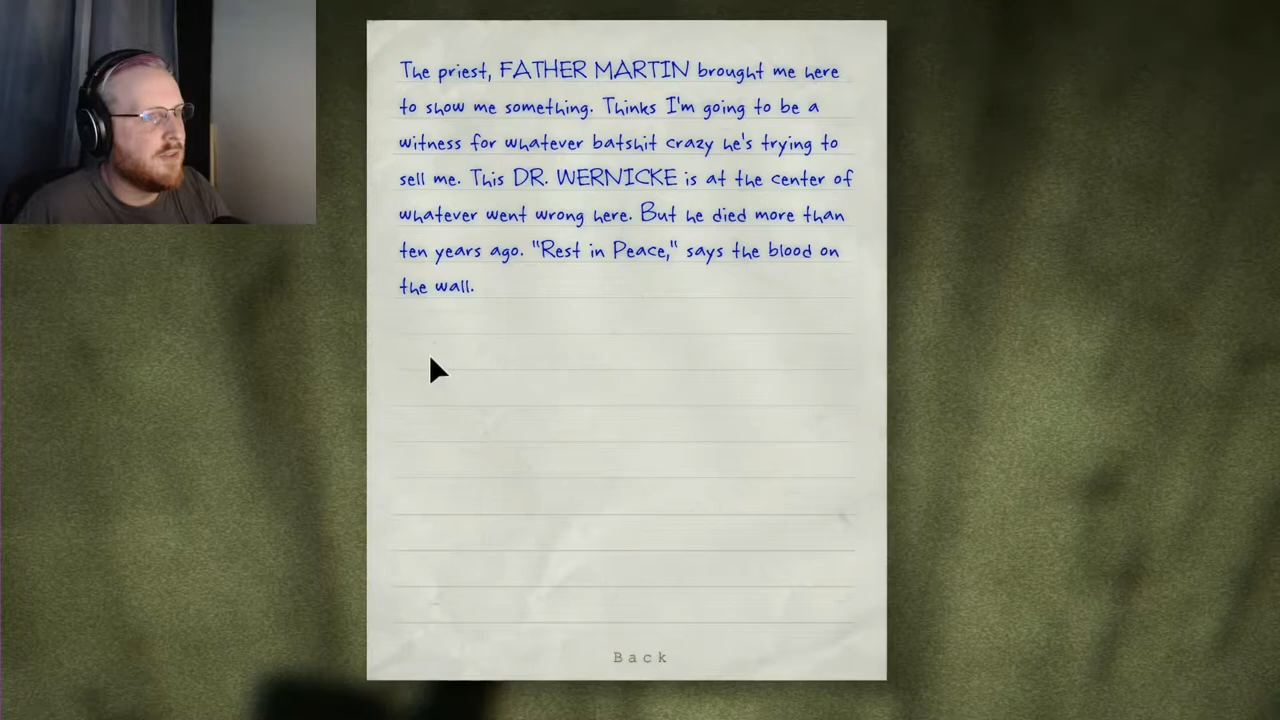 The priest, FATHER MARTIN brought me here
to show me something. Thinks I'm going to be a
witness for whatever batshit crazy he's trying to
sell me. This DR. WERNICKE is at the center of
whatever went wrong here. But he died more than
ten years ago. "Rest in Peace," says the blood on
the wall.
Back